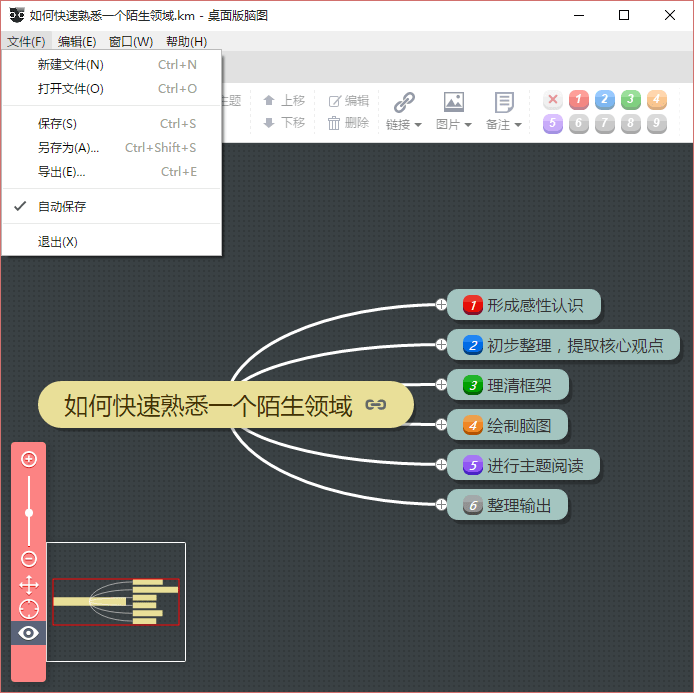 如何快速熟悉一个陌生领域.km - 桌面版脑图
文件(F) 编辑(E) 窗口(W) 帮助(H)
新建文件(N) Ctrl+N
打开文件(O) Ctrl+O
保存(S) Ctrl+S
另存为(A)... Ctrl+Shift+S
导出(E)... Ctrl+E
自动保存
退出(X)
主题
上移
下移
编辑
删除
链接
图片
备注
1 2 3 4
5 6 7 8 9
如何快速熟悉一个陌生领域
1 形成感性认识
2 初步整理，提取核心观点
3 理清框架
4 绘制脑图
5 进行主题阅读
6 整理输出